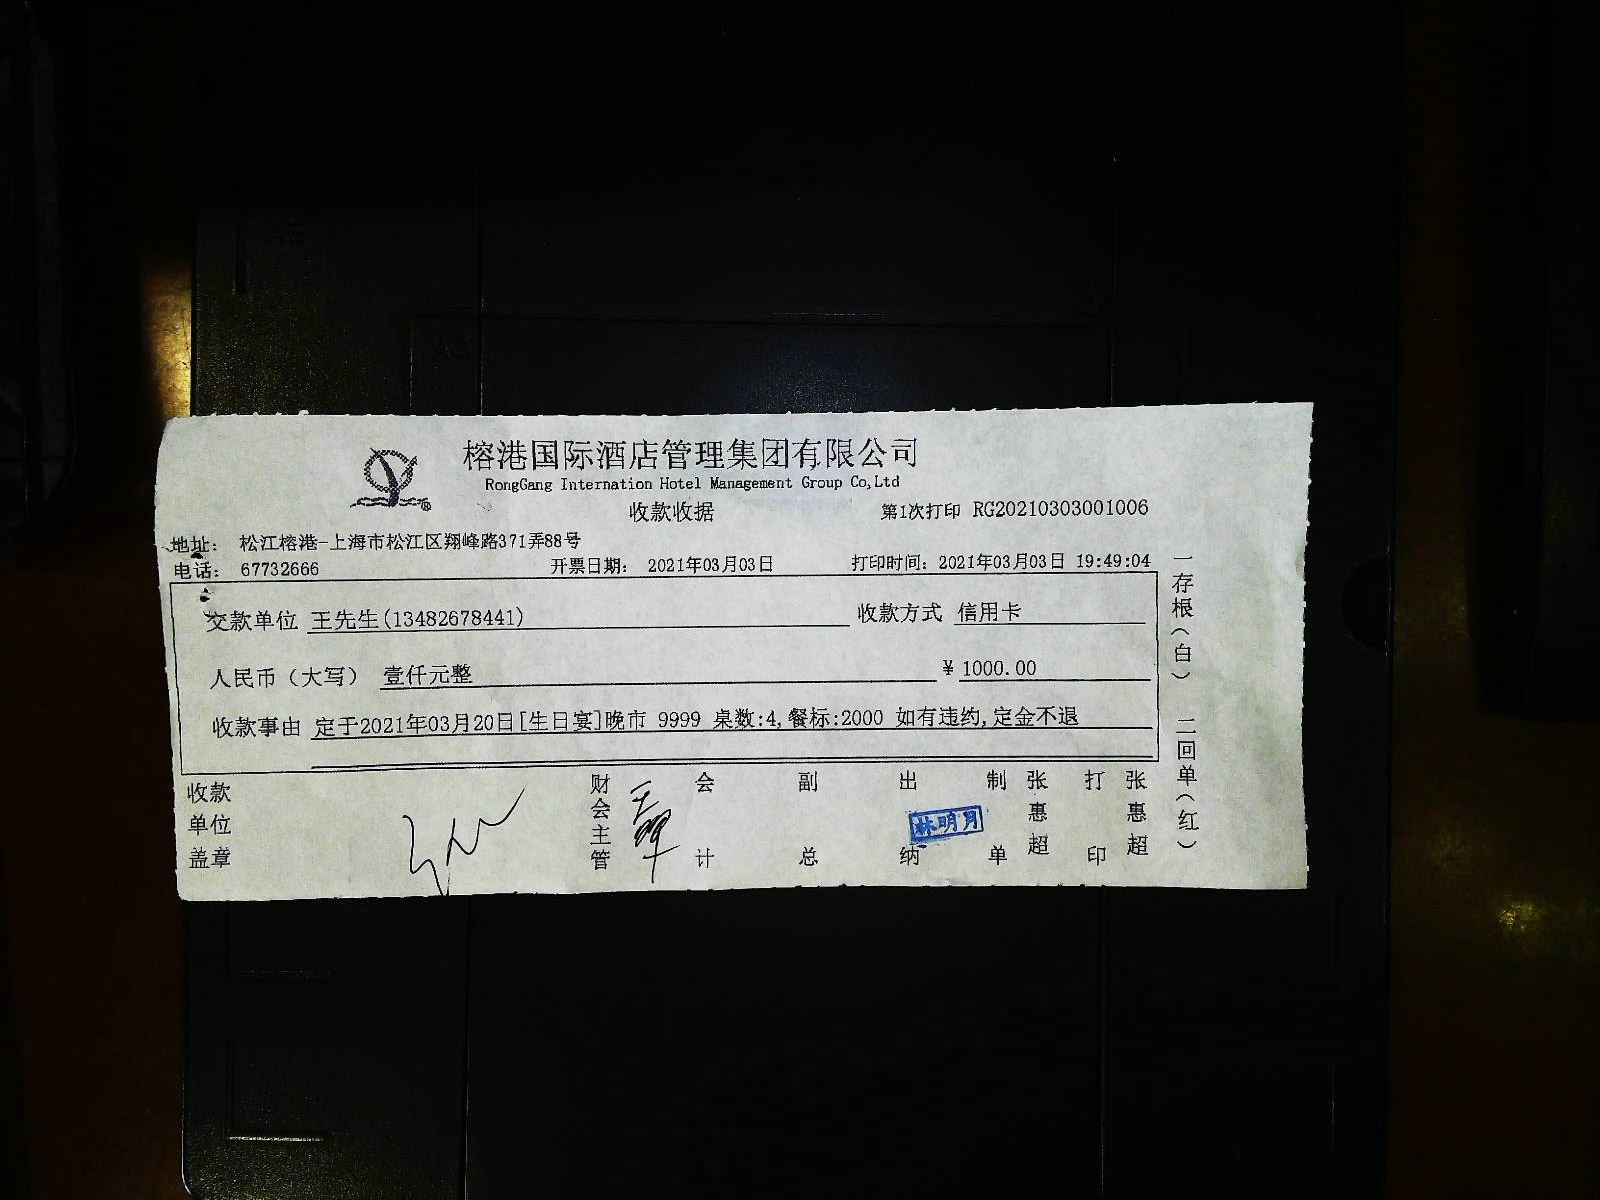 榕港国际酒店管理集团有限公司
RongGang Internation Hotel Management Group Co,Ltd
收款收据
第1次打印 RG20210303001006
地址: 松江榕港-上海市松江区翔峰路371弄88号
电话: 67732666 开票日期: 2021年03月03日 打印时间: 2021年03月03日 19:49:04
交款单位 王先生(13482678441) 收款方式 信用卡
人民币(大写) 壹仟元整 ¥ 1000.00
收款事由 定于2021年03月20日[生日宴]晚市 9999 桌数:4,餐标:2000 如有违约,定金不退
收款单位盖章
财会主管
会计
副总
出纳
林明月
制单 张惠超
打印 张惠超
一存根(白) 二回单(红)
A5